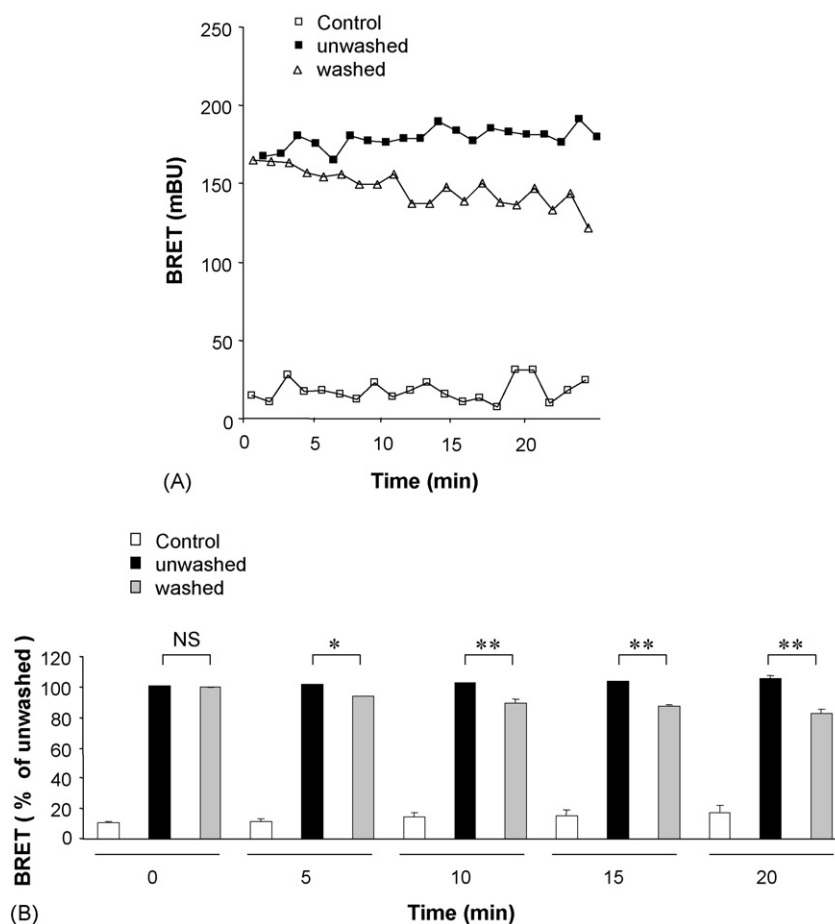 □ Control
■ unwashed
△ washed
250
200
150
100
50
0
BRET (mBU)
0 5 10 15 20
Time (min)
(A)
□ Control
■ unwashed
washed
NS * ** ** **
120
100
80
60
40
20
0
BRET ( % of unwashed )
0 5 10 15 20
Time (min)
(B)